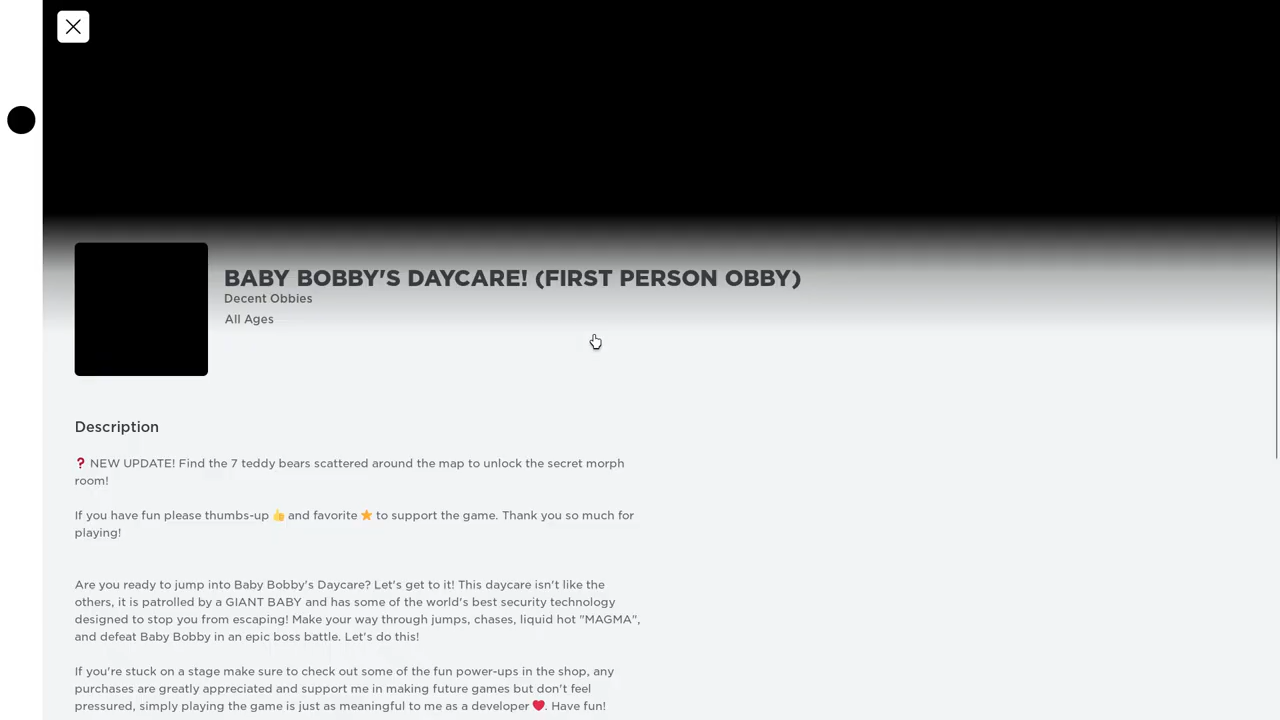 BABY BOBBY'S DAYCARE! (FIRST PERSON OBBY)
Decent Obbies
All Ages
Description
❓ NEW UPDATE! Find the 7 teddy bears scattered around the map to unlock the secret morph
room!
If you have fun please thumbs-up 👍 and favorite ⭐ to support the game. Thank you so much for
playing!
Are you ready to jump into Baby Bobby's Daycare? Let's get to it! This daycare isn't like the
others, it is patrolled by a GIANT BABY and has some of the world's best security technology
designed to stop you from escaping! Make your way through jumps, chases, liquid hot "MAGMA",
and defeat Baby Bobby in an epic boss battle. Let's do this!
If you're stuck on a stage make sure to check out some of the fun power-ups in the shop, any
purchases are greatly appreciated and support me in making future games but don't feel
pressured, simply playing the game is just as meaningful to me as a developer ❤️. Have fun!